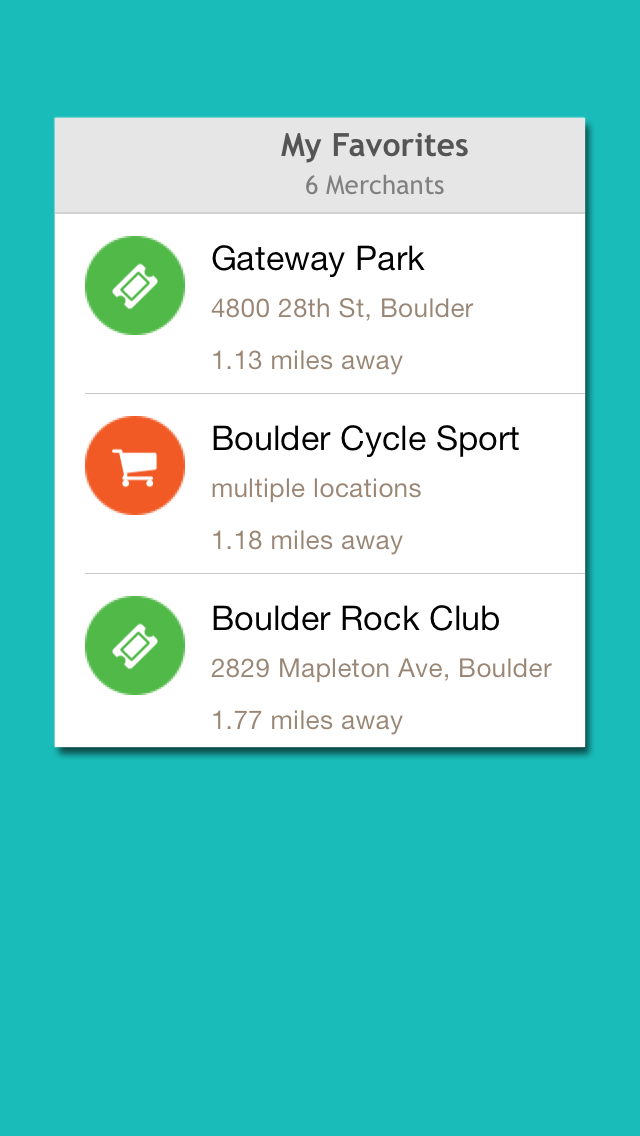 My Favorites
6 Merchants
Gateway Park
4800 28th St, Boulder
1.13 miles away
Boulder Cycle Sport
multiple locations
1.18 miles away
Boulder Rock Club
2829 Mapleton Ave, Boulder
1.77 miles away